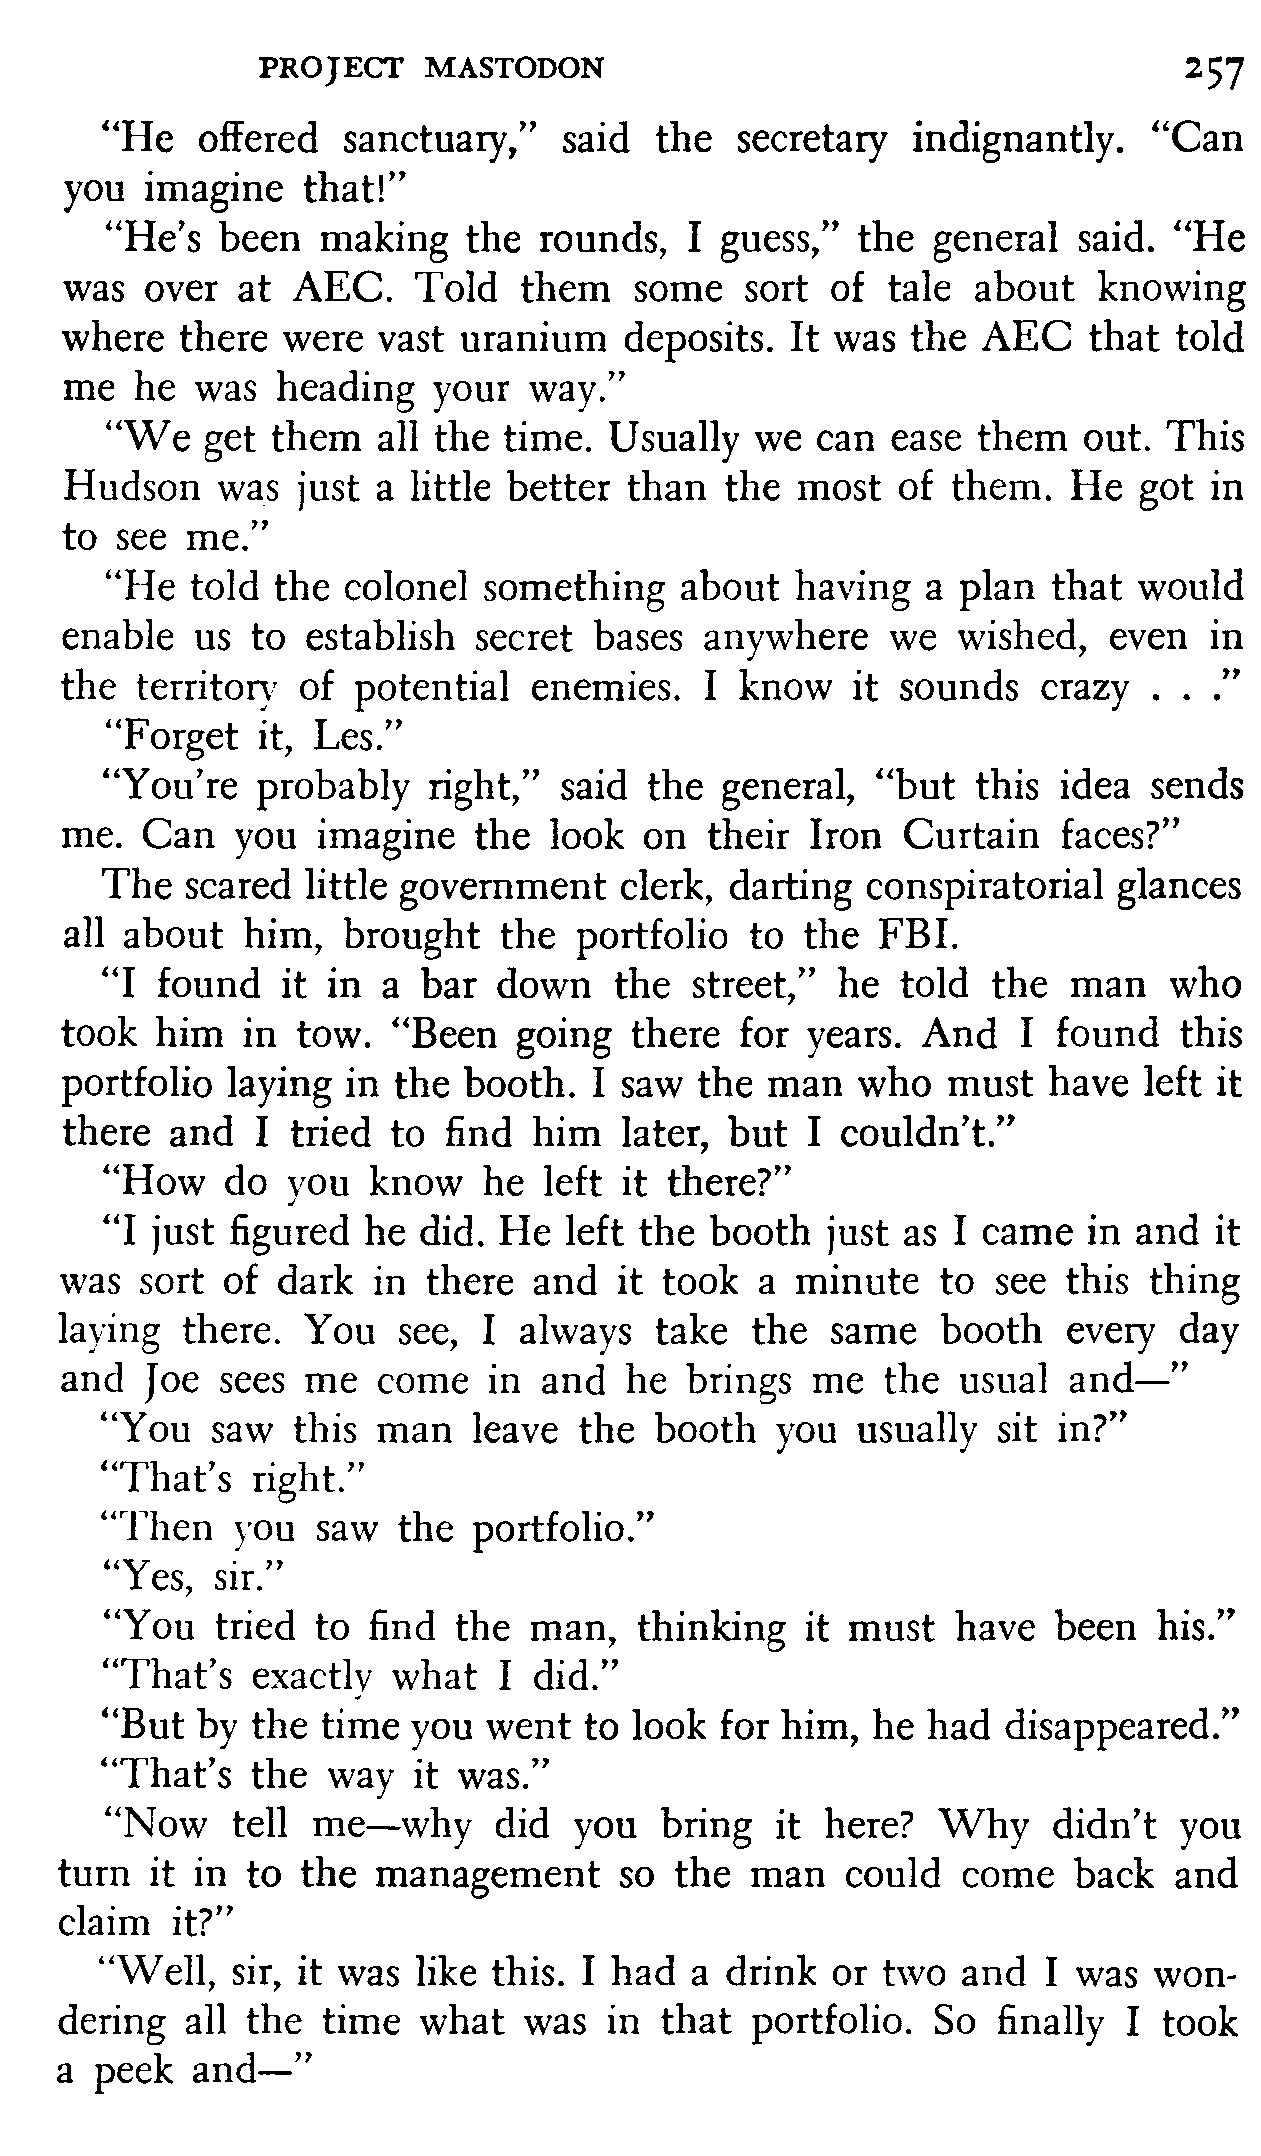 PROJECT MASTODON 257
"He offered sanctuary," said the secretary indignantly. "Can
you imagine that!"
"He's been making the rounds, I guess," the general said. "He
was over at AEC. Told them some sort of tale about knowing
where there were vast uranium deposits. It was the AEC that told
me he was heading your way."
"We get them all the time. Usually we can ease them out. This
Hudson was just a little better than the most of them. He got in
to see me."
"He told the colonel something about having a plan that would
enable us to establish secret bases anywhere we wished, even in
the territory of potential enemies. I know it sounds crazy . . ."
"Forget it, Les."
"You're probably right," said the general, "but this idea sends
me. Can you imagine the look on their Iron Curtain faces?"
The scared little government clerk, darting conspiratorial glances
all about him, brought the portfolio to the FBI.
"I found it in a bar down the street," he told the man who
took him in tow. "Been going there for years. And I found this
portfolio laying in the booth. I saw the man who must have left it
there and I tried to find him later, but I couldn't."
"How do you know he left it there?"
"I just figured he did. He left the booth just as I came in and it
was sort of dark in there and it took a minute to see this thing
laying there. You see, I always take the same booth every day
and Joe sees me come in and he brings me the usual and—"
"You saw this man leave the booth you usually sit in?"
"That's right."
"Then you saw the portfolio."
"Yes, sir."
"You tried to find the man, thinking it must have been his."
"That's exactly what I did."
"But by the time you went to look for him, he had disappeared."
"That's the way it was."
"Now tell me—why did you bring it here? Why didn't you
turn it in to the management so the man could come back and
claim it?"
"Well, sir, it was like this. I had a drink or two and I was won-
dering all the time what was in that portfolio. So finally I took
a peek and—"